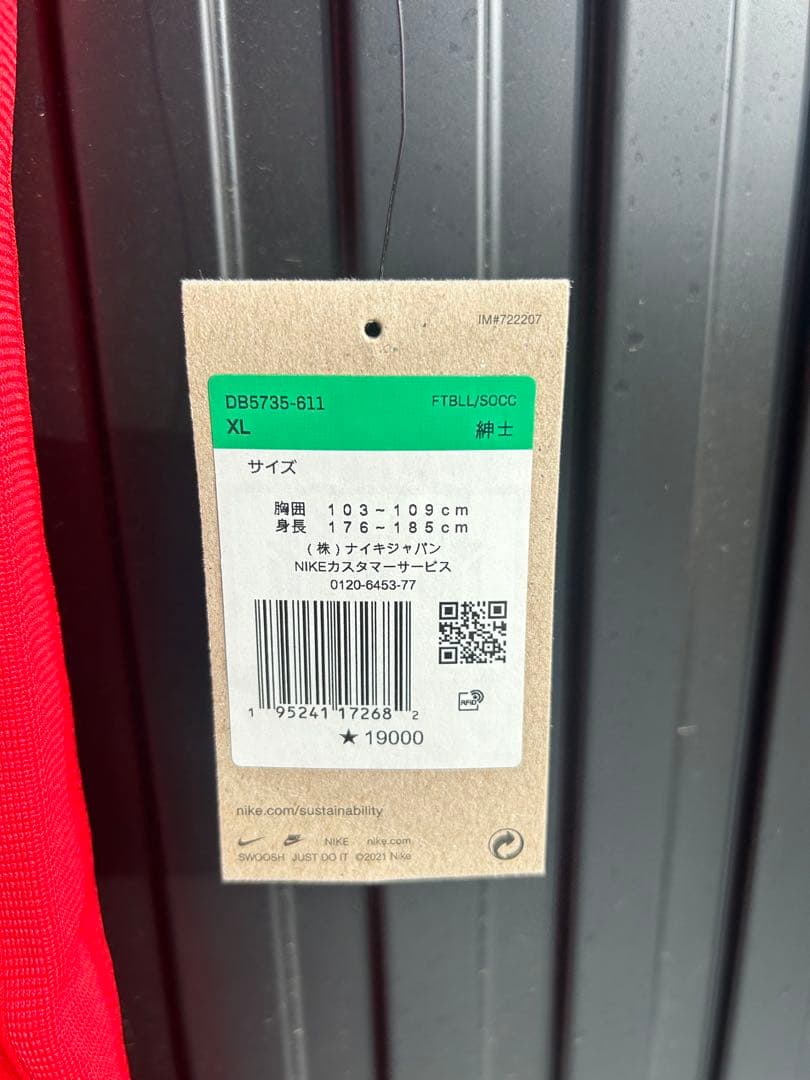 IM#722207
DB5735-611 FTBLL/SOCC
XL 紳士
サイズ
胸囲 103~109cm
身長 176~185cm
(株)ナイキジャパン
NIKEカスタマーサービス
0120-6453-77
RFID
1 95241 17268 2
★ 19000
nike.com/sustainability
NIKE nike.com
SWOOSH JUST DO IT ©2021 Nike